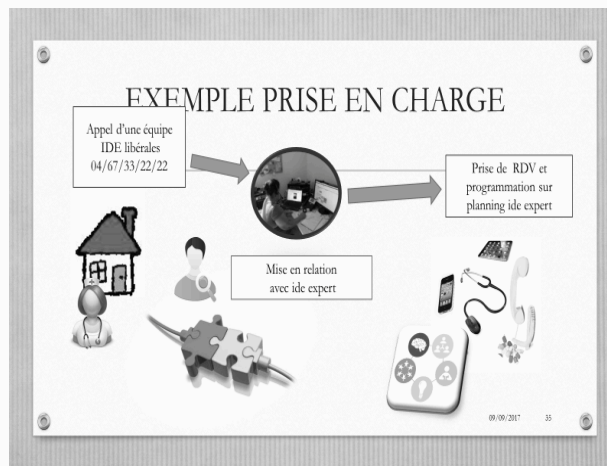 EXEMPLE PRISE EN CHARGE
Appel d'une équipe
IDE libérales
04/67/33/22/22
Prise de RDV et
programmation sur
planning ide expert
Mise en relation
avec ide expert
09/09/2017
35